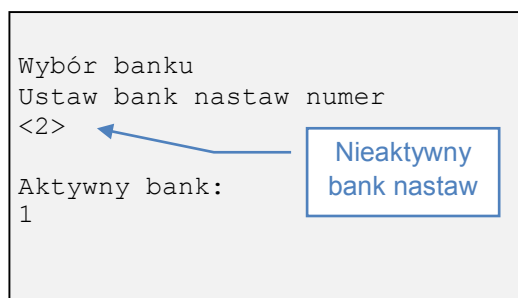 Wybór banku
Ustaw bank nastaw numer
<2>
Nieaktywny
bank nastaw
Aktywny bank:
1